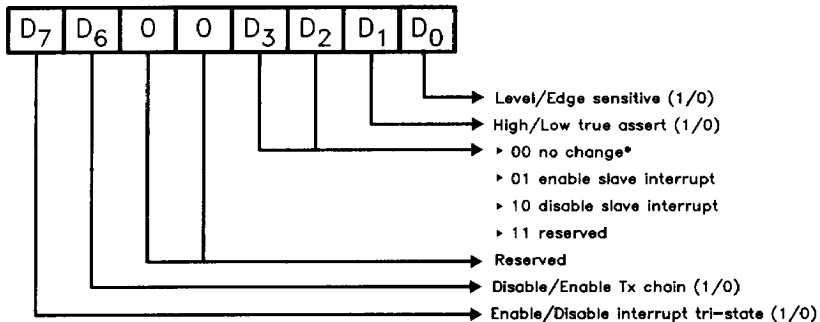 D7 D6 0 0 D3 D2 D1 D0
Level/Edge sensitive (1/0)
High/Low true assert (1/0)
‣ 00 no change*
‣ 01 enable slave interrupt
‣ 10 disable slave interrupt
‣ 11 reserved
Reserved
Disable/Enable Tx chain (1/0)
Enable/Disable interrupt tri-state (1/0)